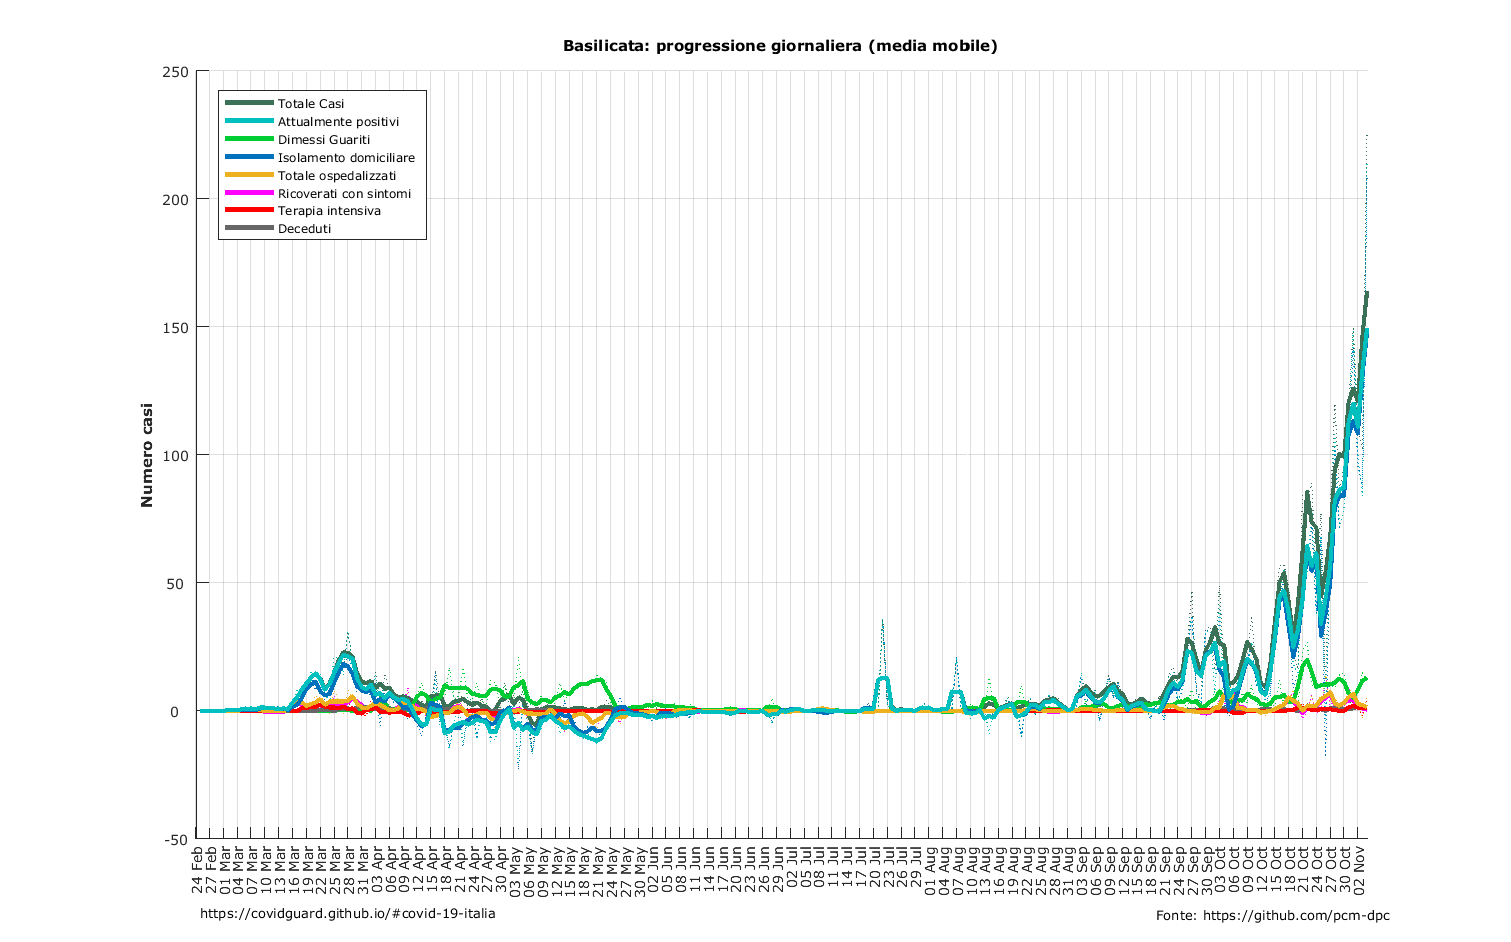 Basilicata: progressione giornaliera (media mobile)
250
200
150
100
50
0
-50
Numero casi
Totale Casi
Attualmente positivi
Dimessi Guariti
Isolamento domiciliare
Totale ospedalizzati
Ricoverati con sintomi
Terapia intensiva
Deceduti
24 Feb
27 Feb
01 Mar
04 Mar
07 Mar
10 Mar
13 Mar
16 Mar
19 Mar
22 Mar
25 Mar
28 Mar
31 Mar
03 Apr
06 Apr
09 Apr
12 Apr
15 Apr
18 Apr
21 Apr
24 Apr
27 Apr
30 Apr
03 May
06 May
09 May
12 May
15 May
18 May
21 May
24 May
27 May
30 May
02 Jun
05 Jun
08 Jun
11 Jun
14 Jun
17 Jun
20 Jun
23 Jun
26 Jun
29 Jun
02 Jul
05 Jul
08 Jul
11 Jul
14 Jul
17 Jul
20 Jul
23 Jul
26 Jul
29 Jul
01 Aug
04 Aug
07 Aug
10 Aug
13 Aug
16 Aug
19 Aug
22 Aug
25 Aug
28 Aug
31 Aug
03 Sep
06 Sep
09 Sep
12 Sep
15 Sep
18 Sep
21 Sep
24 Sep
27 Sep
30 Sep
03 Oct
06 Oct
09 Oct
12 Oct
15 Oct
18 Oct
21 Oct
24 Oct
27 Oct
30 Oct
02 Nov
https://covidguard.github.io/#covid-19-italia
Fonte: https://github.com/pcm-dpc